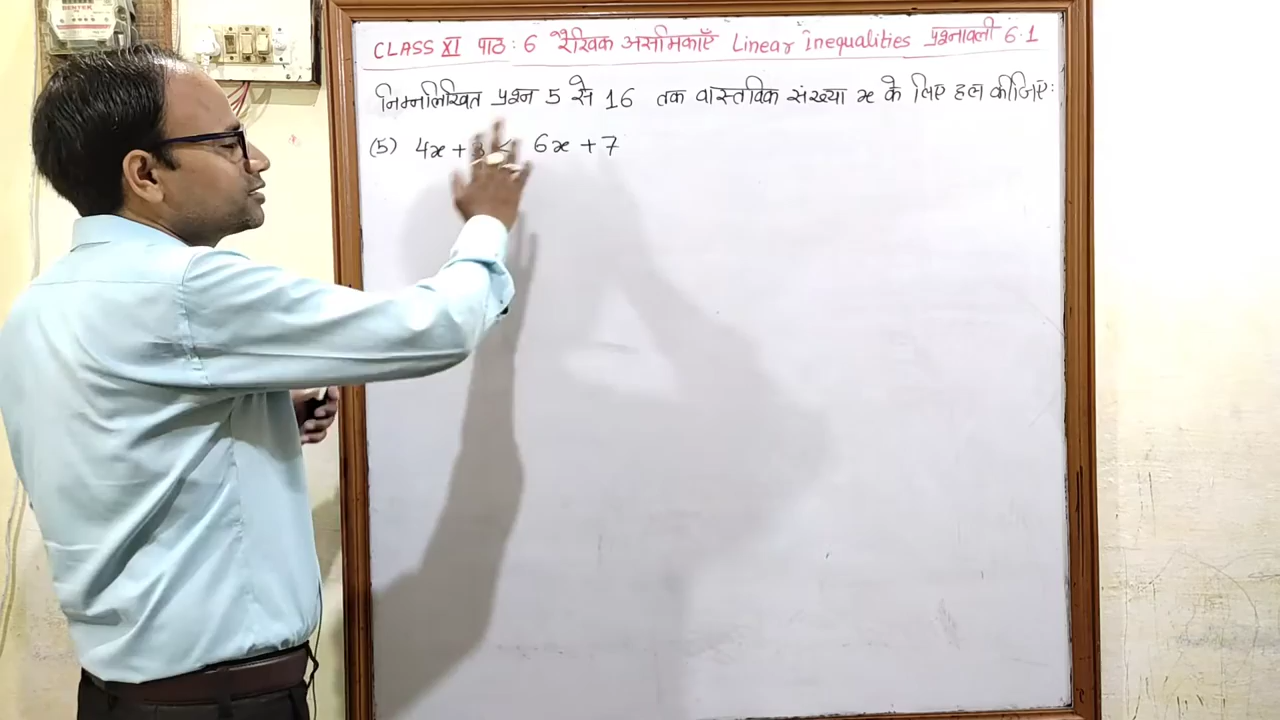 CLASS XI पाठ : 6 रैखिक असमिकाएँ Linear Inequalities प्रश्नावली 6.1
निम्नलिखित प्रश्न 5 से 16 तक वास्तविक संख्या x के लिए हल कीजिए:
(5) 4x + 3 < 6x + 7